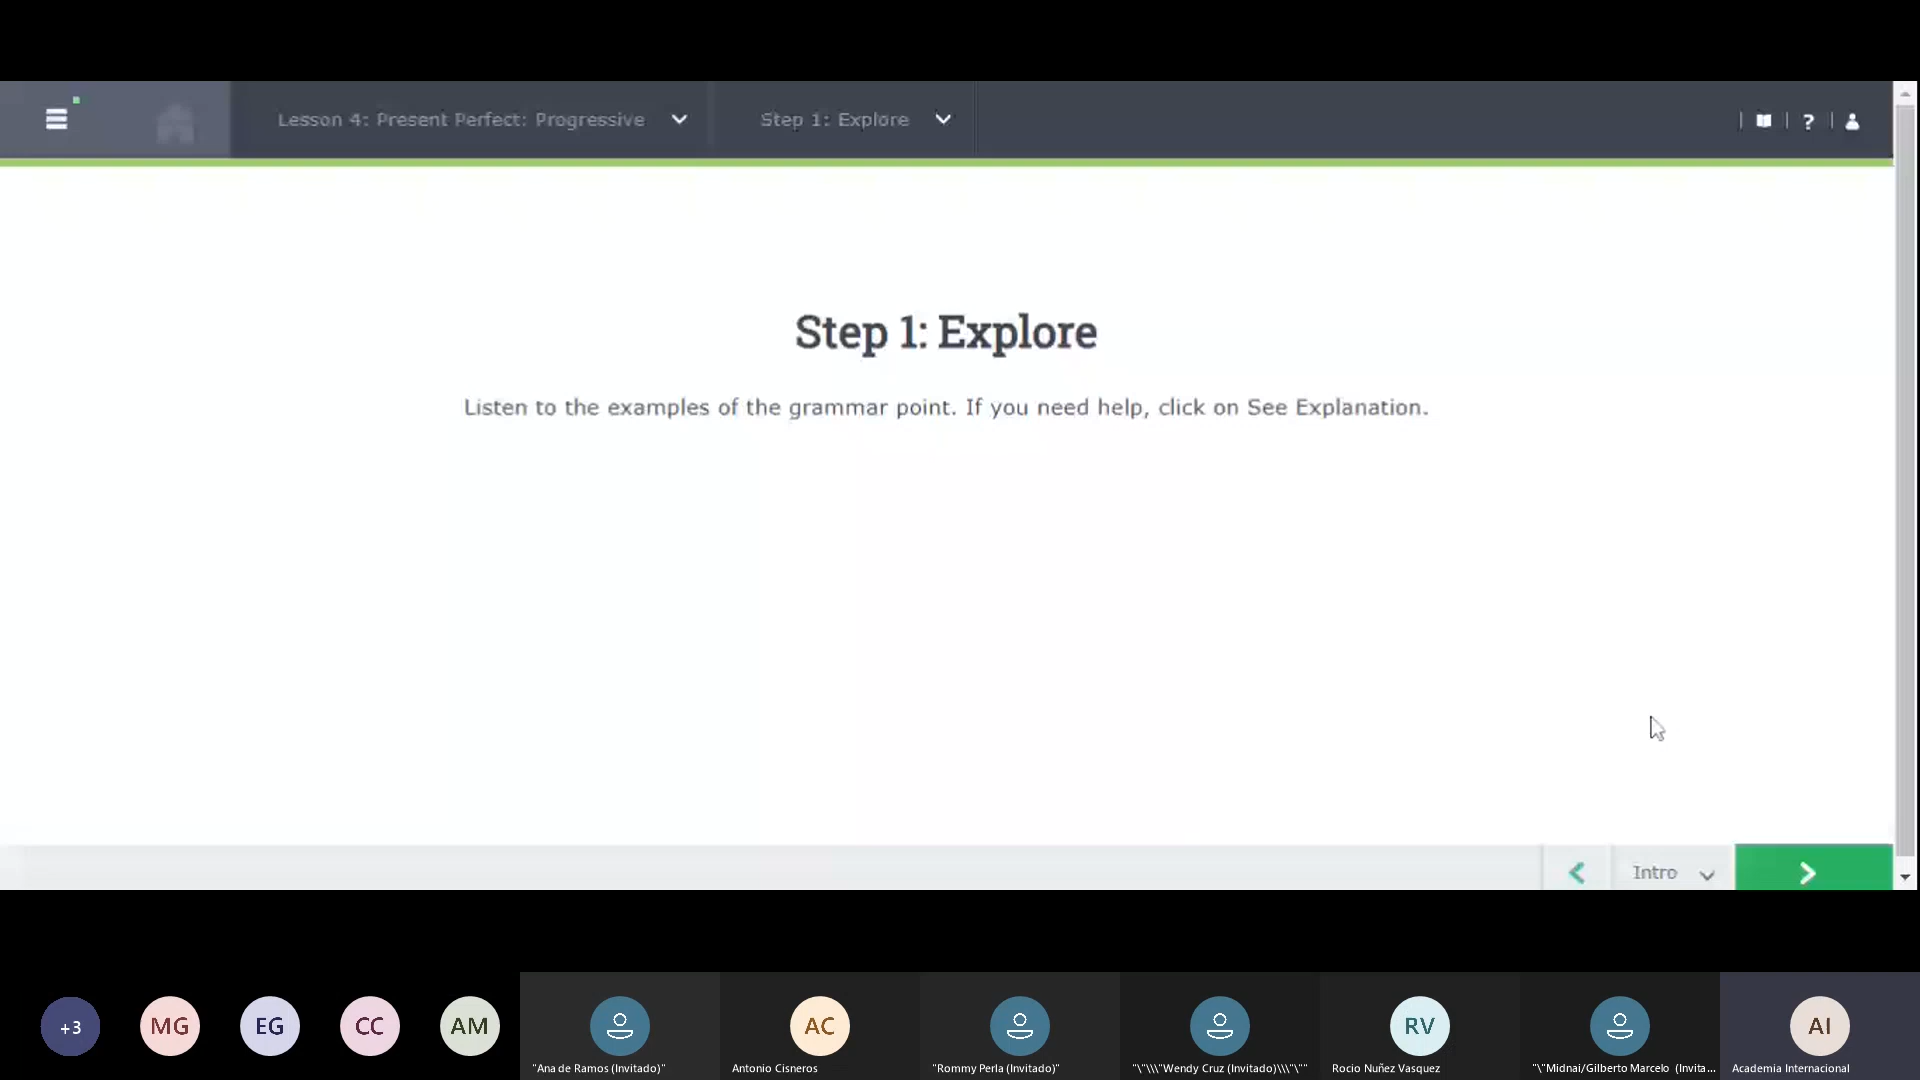 Lesson 4: Present Perfect: Progressive
Step 1: Explore
?
Step 1: Explore
Listen to the examples of the grammar point. If you need help, click on See Explanation.
Intro
+3
MG
EG
CC
AM
AC
RV
AI
"Ana de Ramos (Invitado)"
Antonio Cisneros
"Rommy Perla (Invitado)"
"\"\\\"Wendy Cruz (Invitado)\\\"\""
Rocio Nuñez Vasquez
"\"Midnai/Gilberto Marcelo (Invita...
Academia Internacional